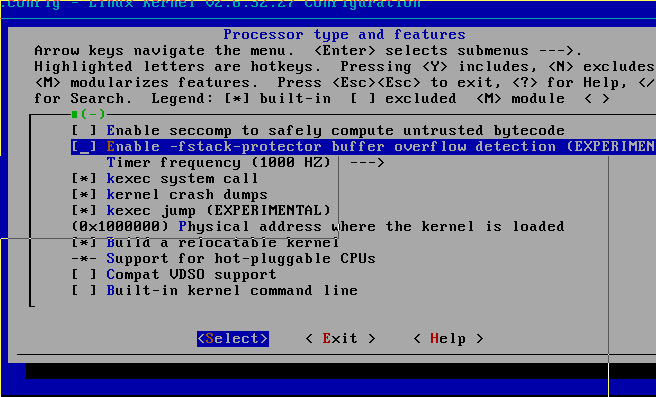 .config - Linux Kernel v2.6.32.27 Configuration
Processor type and features
Arrow keys navigate the menu.  <Enter> selects submenus --->.
Highlighted letters are hotkeys.  Pressing <Y> includes, <N> excludes
<M> modularizes features.  Press <Esc><Esc> to exit, <?> for Help, </
for Search.  Legend: [*] built-in  [ ] excluded  <M> module  < >
(-)
[ ] Enable seccomp to safely compute untrusted bytecode
[_] Enable -fstack-protector buffer overflow detection (EXPERIMEN
Timer frequency (1000 HZ)  --->
[*] kexec system call
[*] kernel crash dumps
[*] kexec jump (EXPERIMENTAL)
(0x1000000) Physical address where the kernel is loaded
[*] Build a relocatable kernel
-*- Support for hot-pluggable CPUs
[ ] Compat VDSO support
[ ] Built-in kernel command line
<Select>    < Exit >    < Help >